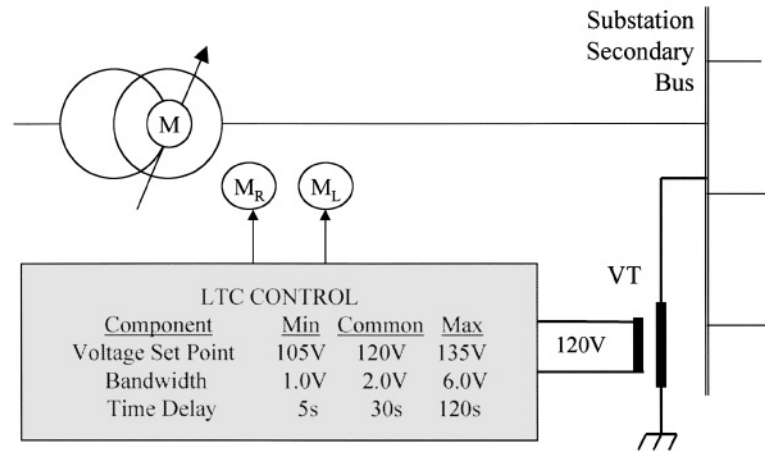 Substation
Secondary
Bus
M
M_R
M_L
VT
LTC CONTROL
Component Min Common Max
Voltage Set Point 105V 120V 135V
Bandwidth 1.0V 2.0V 6.0V
Time Delay 5s 30s 120s
120V